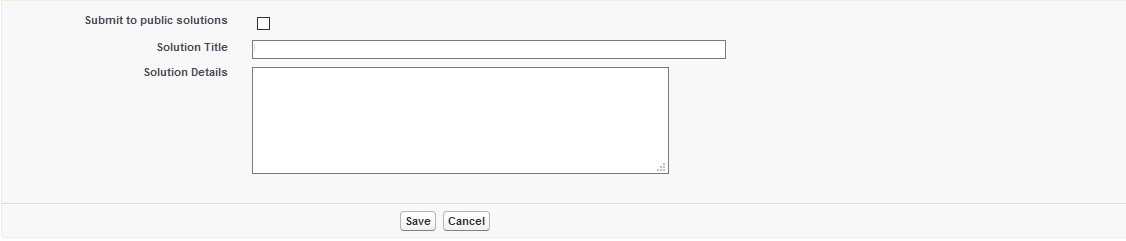 Submit to public solutions
Solution Title
Solution Details
Save Cancel